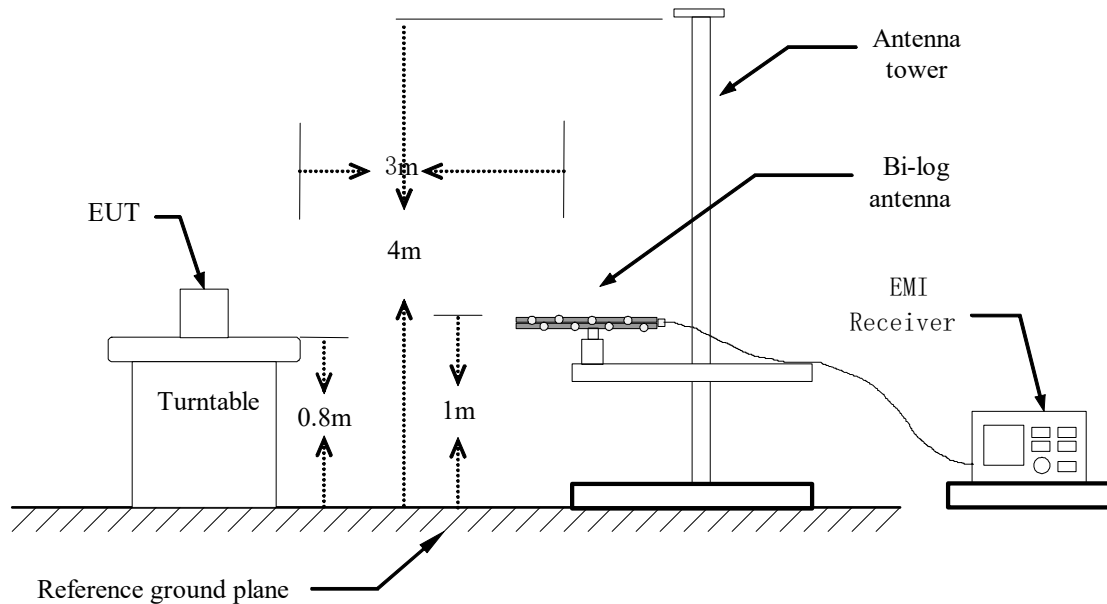 Antenna
tower
3m
Bi-log
antenna
EUT
4m
EMI
Receiver
Turntable
0.8m
1m
Reference ground plane